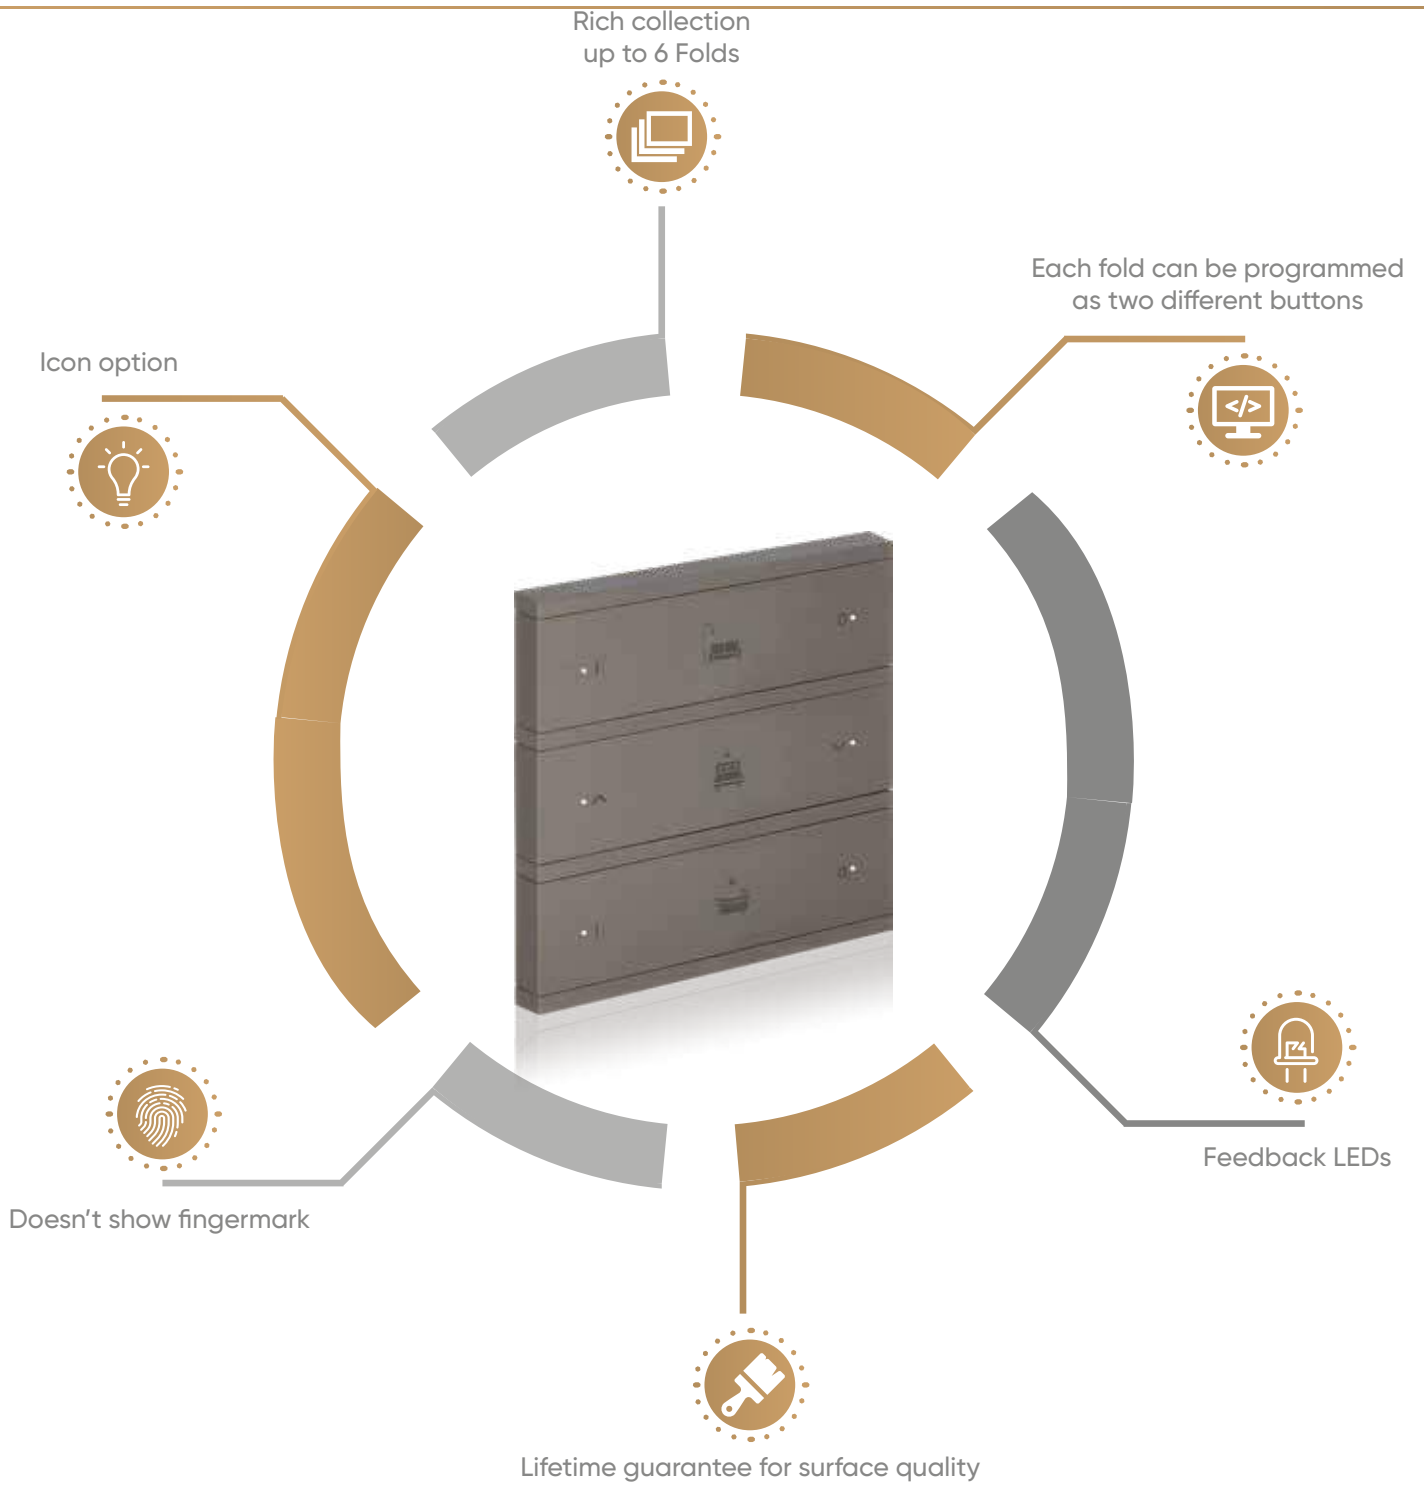 Rich collection
up to 6 Folds
Each fold can be programmed
as two different buttons
Icon option
</>
Feedback LEDs
Doesn't show fingermark
Lifetime guarantee for surface quality